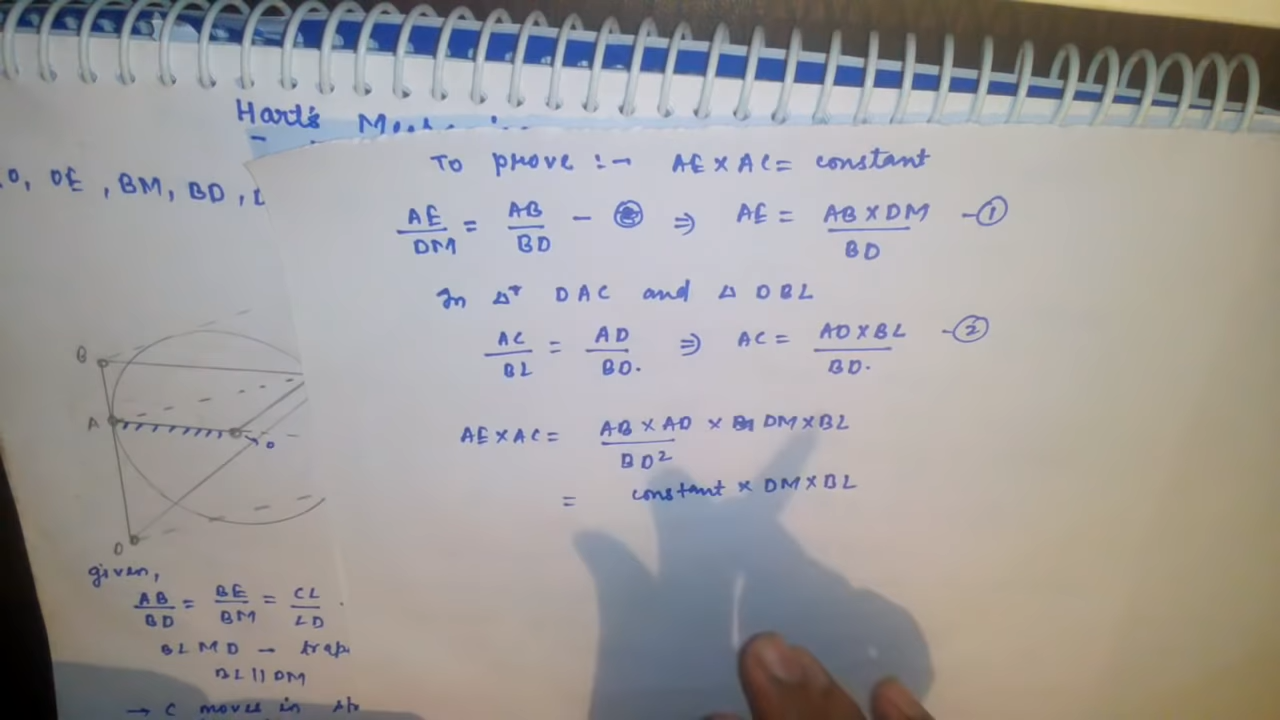 Hart's
To prove :→ AE X AC = constant
O, OE, BM, BD,
AE/DM = AB/BD - ⇒ AE = AB X DM/BD -①
In Δr DAC and Δ DBL
AC/BL = AD/BD. ⇒ AC = AD X BL/BD. -②
AE X AC = AB X AD/BD² X DM X BL
= constant X DM X BL
B
A
O
D
given,
AB/BD = BE/BM = CL/LD.
BLMD →
BL || DM
→ C moves in